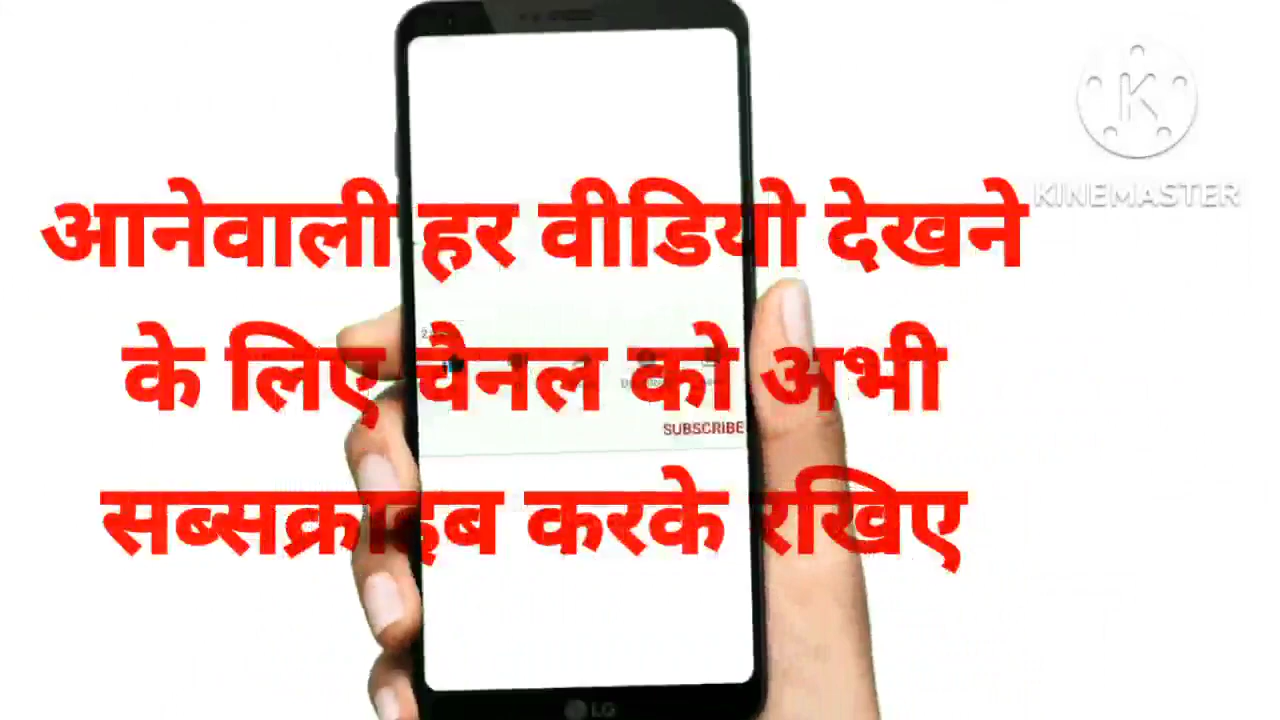 KINEMASTER
आनेवाली हर वीडियो देखने
के लिए चैनल को अभी
SUBSCRIBE
सब्सक्राइब करके रखिए
LG